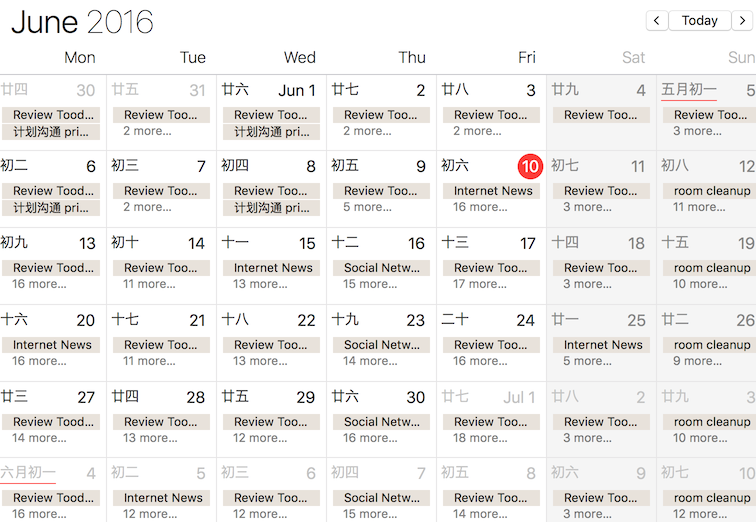 June 2016
Today
Mon Tue Wed Thu Fri Sat Sun
廿四 30 廿五 31 廿六 Jun 1 廿七 2 廿八 3 廿九 4 五月初一 5
Review Tood... Review Too... Review Too... Review Too... Review Too... Review Too... Review Too...
计划沟通 pri... 2 more... 计划沟通 pri... 2 more... 2 more... 3 more...
初二 6 初三 7 初四 8 初五 9 初六 10 初七 11 初八 12
Review Tood... Review Too... Review Too... Review Too... Internet News Review Too... room cleanup
计划沟通 pri... 2 more... 计划沟通 pri... 5 more... 16 more... 3 more... 11 more...
初九 13 初十 14 十一 15 十二 16 十三 17 十四 18 十五 19
Review Tood... Review Too... Internet News Social Netw... Review Too... Review Too... room cleanup
16 more... 11 more... 13 more... 15 more... 17 more... 3 more... 10 more...
十六 20 十七 21 十八 22 十九 23 二十 24 廿一 25 廿二 26
Internet News Review Too... Review Too... Social Netw... Review Too... Internet News room cleanup
16 more... 11 more... 13 more... 14 more... 16 more... 5 more... 9 more...
廿三 27 廿四 28 廿五 29 廿六 30 廿七 Jul 1 廿八 2 廿九 3
Review Tood... Review Too... Review Too... Social Netw... Review Too... Review Too... room cleanup
14 more... 13 more... 12 more... 16 more... 18 more... 3 more... 10 more...
六月初一 4 初二 5 初三 6 初四 7 初五 8 初六 9 初七 10
Review Tood... Internet News Review Too... Social Netw... Review Too... Review Too... room cleanup
16 more... 12 more... 12 more... 15 more... 14 more... 3 more... 12 more...